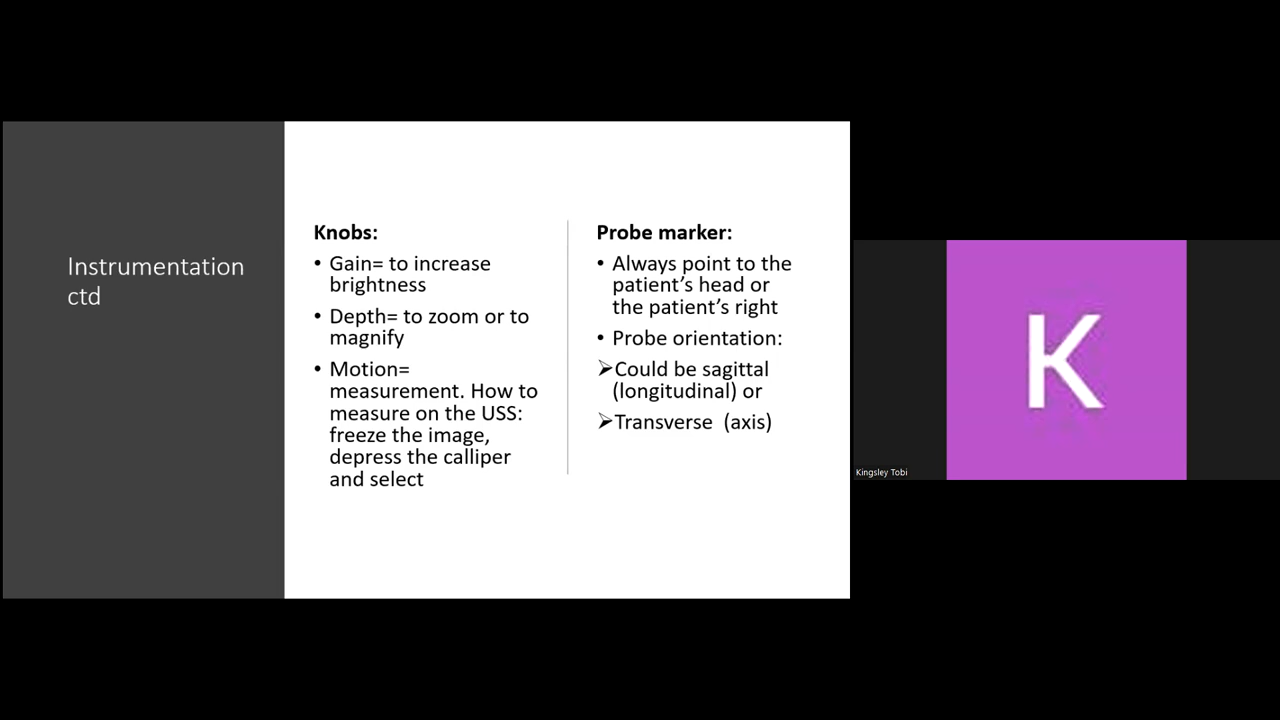 Instrumentation
ctd
Knobs:
• Gain= to increase
brightness
• Depth= to zoom or to
magnify
• Motion=
measurement. How to
measure on the USS:
freeze the image,
depress the calliper
and select
Probe marker:
• Always point to the
patient’s head or
the patient’s right
• Probe orientation:
➢Could be sagittal
(longitudinal) or
➢Transverse (axis)
K
Kingsley Tobi